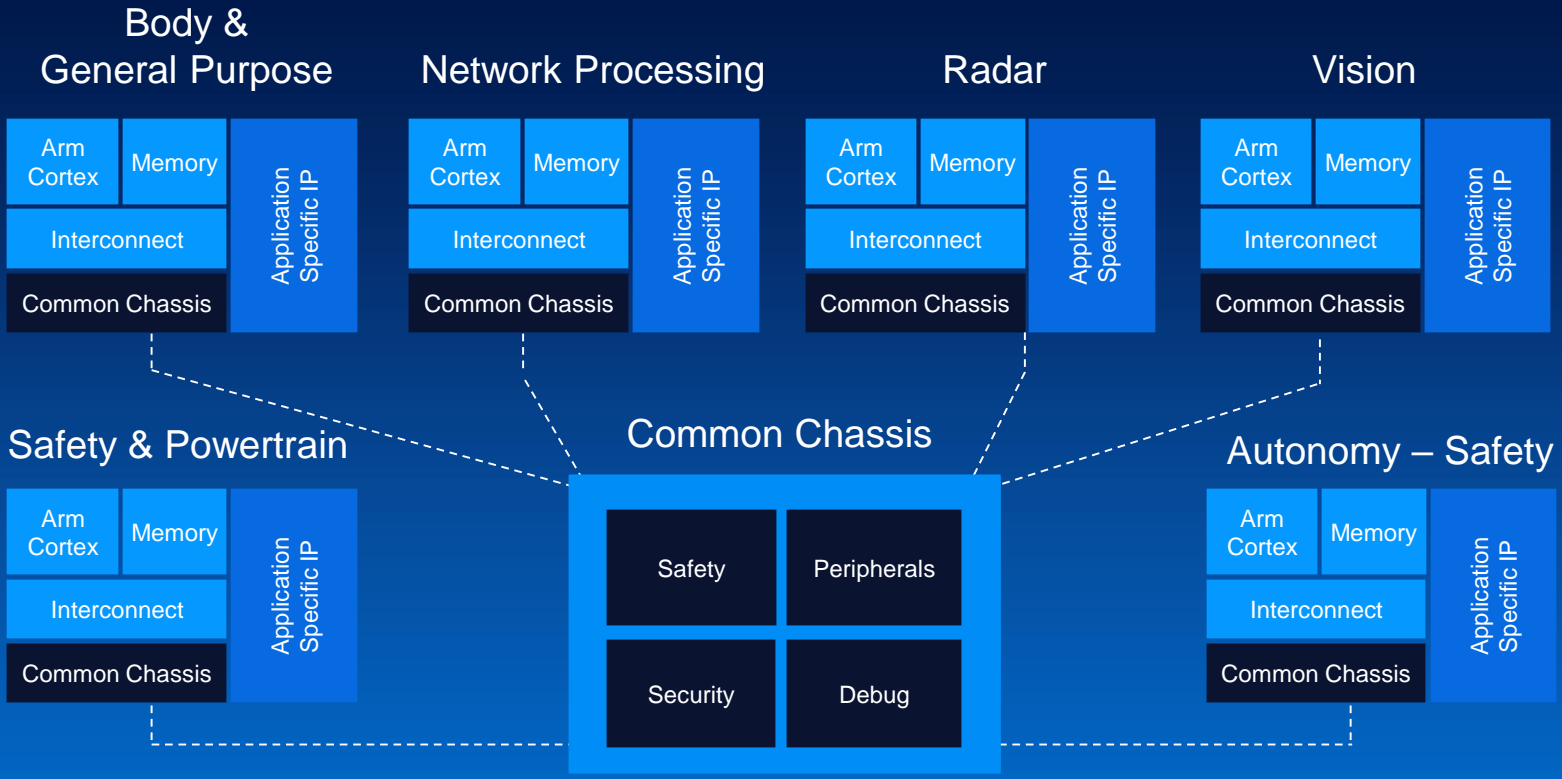 Body &
General Purpose
Network Processing
Radar
Vision
Arm
Cortex
Memory
Application
Specific IP
Interconnect
Common Chassis
Arm
Cortex
Memory
Application
Specific IP
Interconnect
Common Chassis
Arm
Cortex
Memory
Application
Specific IP
Interconnect
Common Chassis
Arm
Cortex
Memory
Application
Specific IP
Interconnect
Common Chassis
Safety & Powertrain
Arm
Cortex
Memory
Application
Specific IP
Interconnect
Common Chassis
Common Chassis
Safety
Peripherals
Security
Debug
Autonomy – Safety
Arm
Cortex
Memory
Application
Specific IP
Interconnect
Common Chassis